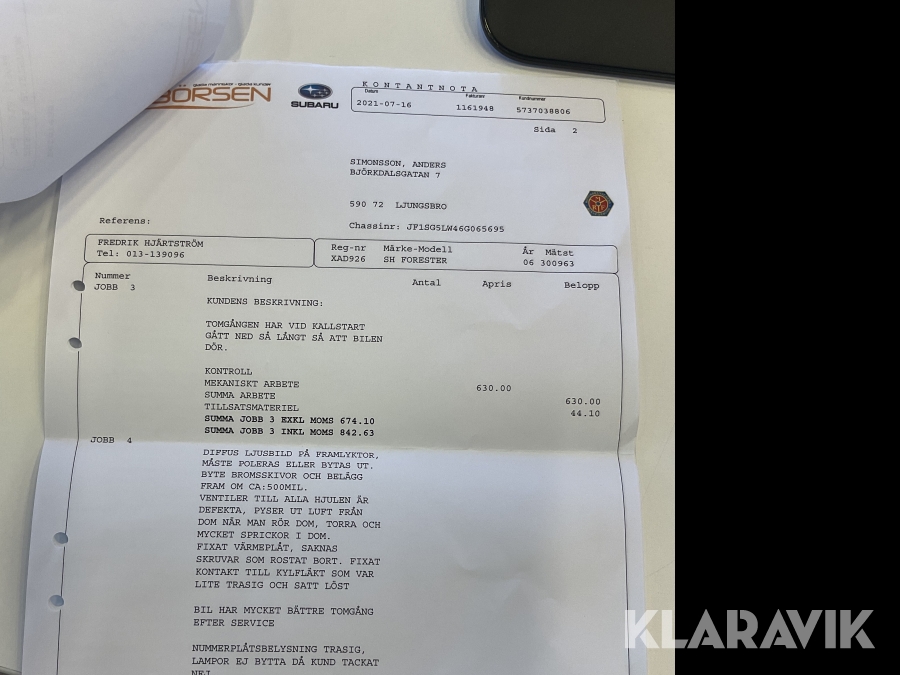 BÖRSEN
SUBARU
KONTANTNOTA
Datum Fakturanr Kundnummer
2021-07-16 1161948 5737038806
Sida 2
SIMONSSON, ANDERS
BJÖRKDALSGATAN 7
590 72 LJUNGSBRO
Referens:
Chassinr: JF1SG5LW46G065695
FREDRIK HJÄRTSTRÖM
Tel: 013-139096
Reg-nr Märke-Modell År Mätst
XAD926 SH FORESTER 06 300963
Nummer Beskrivning Antal Apris Belopp
JOBB 3
KUNDENS BESKRIVNING:
TOMGÅNGEN HAR VID KALLSTART
GÅTT NED SÅ LÅNGT SÅ ATT BILEN
DÖR.
KONTROLL
MEKANISKT ARBETE 630.00
SUMMA ARBETE 630.00
TILLSATSMATERIEL 44.10
SUMMA JOBB 3 EXKL MOMS 674.10
SUMMA JOBB 3 INKL MOMS 842.63
JOBB 4
DIFFUS LJUSBILD PÅ FRAMLYKTOR,
MÅSTE POLERAS ELLER BYTAS UT.
BYTE BROMSSKIVOR OCH BELÄGG
FRAM OM CA:500MIL.
VENTILER TILL ALLA HJULEN ÄR
DEFEKTA, PYSER UT LUFT FRÅN
DOM NÄR MAN RÖR DOM, TORRA OCH
MYCKET SPRICKOR I DOM.
FIXAT VÄRMEPLÅT, SAKNAS
SKRUVAR SOM ROSTAT BORT. FIXAT
KONTAKT TILL KYLFLÄKT SOM VAR
LITE TRASIG OCH SATT LÖST
BIL HAR MYCKET BÄTTRE TOMGÅNG
EFTER SERVICE
NUMMERPLÅTSBELYSNING TRASIG,
LAMPOR EJ BYTTA DÅ KUND TACKAT
NEJ
KLARAVIK